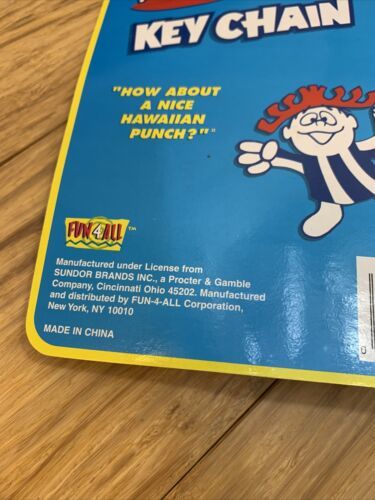 KEY CHAIN
"HOW ABOUT
A NICE
HAWAIIAN
PUNCH?"
FUN 4 ALL™
Manufactured under License from
SUNDOR BRANDS INC., a Procter & Gamble
Company, Cincinnati Ohio 45202. Manufactured
and distributed by FUN-4-ALL Corporation,
New York, NY 10010
MADE IN CHINA